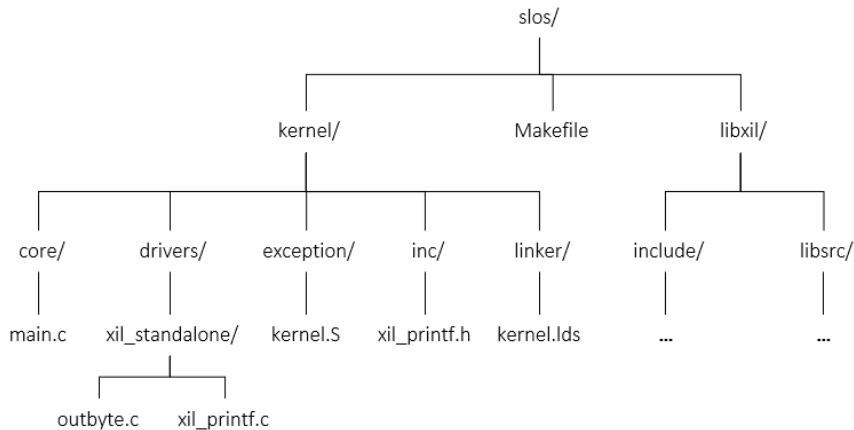 slos/
kernel/ Makefile libxil/
core/ drivers/ exception/ inc/ linker/ include/ libsrc/
main.c xil_standalone/ kernel.S xil_printf.h kernel.lds ... ...
outbyte.c xil_printf.c